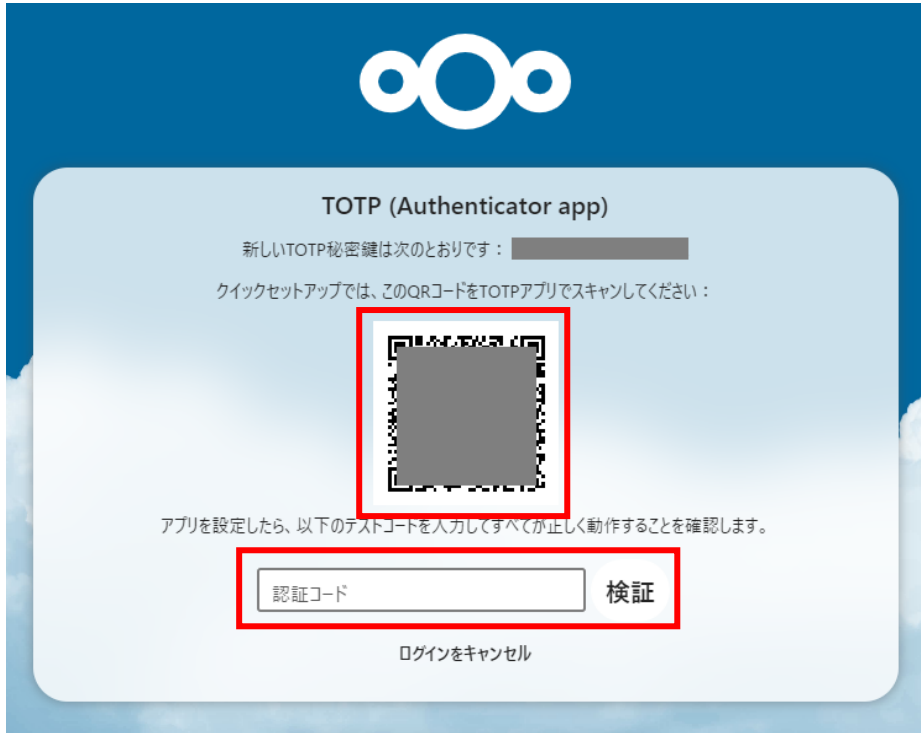 TOTP (Authenticator app)
新しいTOTP秘密鍵は次のとおりです：
クイックセットアップでは、このQRコードをTOTPアプリでスキャンしてください：
アプリを設定したら、以下のテストコードを入力してすべてが正しく動作することを確認します。
認証コード 検証
ログインをキャンセル